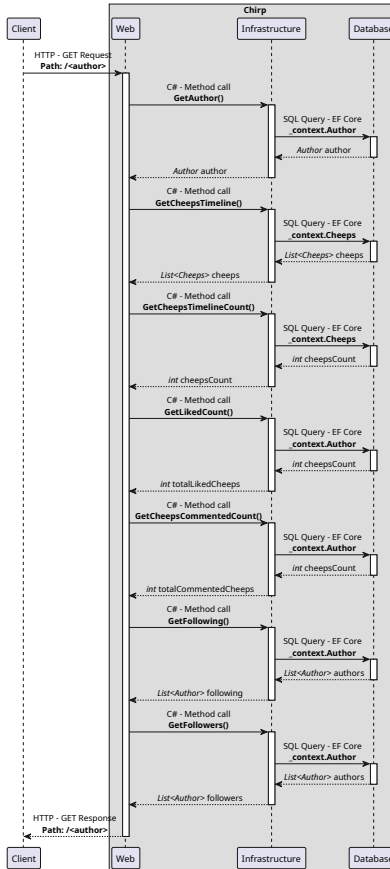 Chirp
Client
Web
Infrastructure
Database
HTTP - GET Request
Path: /<author>
C# - Method call
GetAuthor()
SQL Query - EF Core
_context.Author
Author author
Author author
C# - Method call
GetCheepsTimeline()
SQL Query - EF Core
_context.Cheeps
List<Cheeps> cheeps
List<Cheeps> cheeps
C# - Method call
GetCheepsTimelineCount()
SQL Query - EF Core
_context.Cheeps
int cheepsCount
int cheepsCount
C# - Method call
GetLikedCount()
SQL Query - EF Core
_context.Author
int cheepsCount
int totalLikedCheeps
C# - Method call
GetCheepsCommentedCount()
SQL Query - EF Core
_context.Author
int cheepsCount
int totalCommentedCheeps
C# - Method call
GetFollowing()
SQL Query - EF Core
_context.Author
List<Author> authors
List<Author> following
C# - Method call
GetFollowers()
SQL Query - EF Core
_context.Author
List<Author> authors
List<Author> followers
HTTP - GET Response
Path: /<author>
Client
Web
Infrastructure
Database